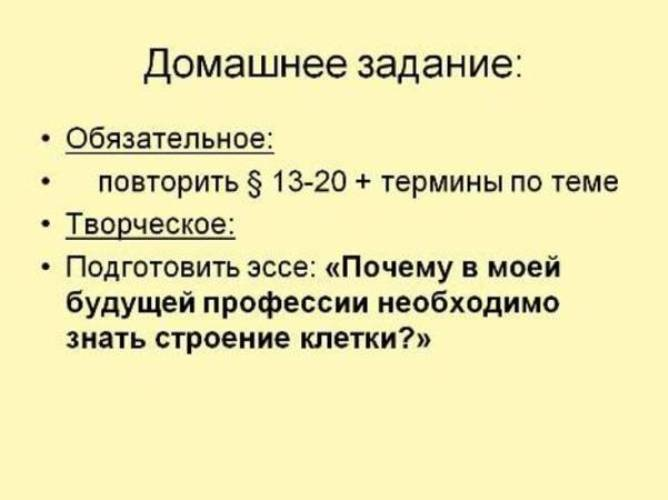 Домашнее задание:
• Обязательное:
• повторить § 13-20 + термины по теме
• Творческое:
• Подготовить эссе: «Почему в моей
будущей профессии необходимо
знать строение клетки?»